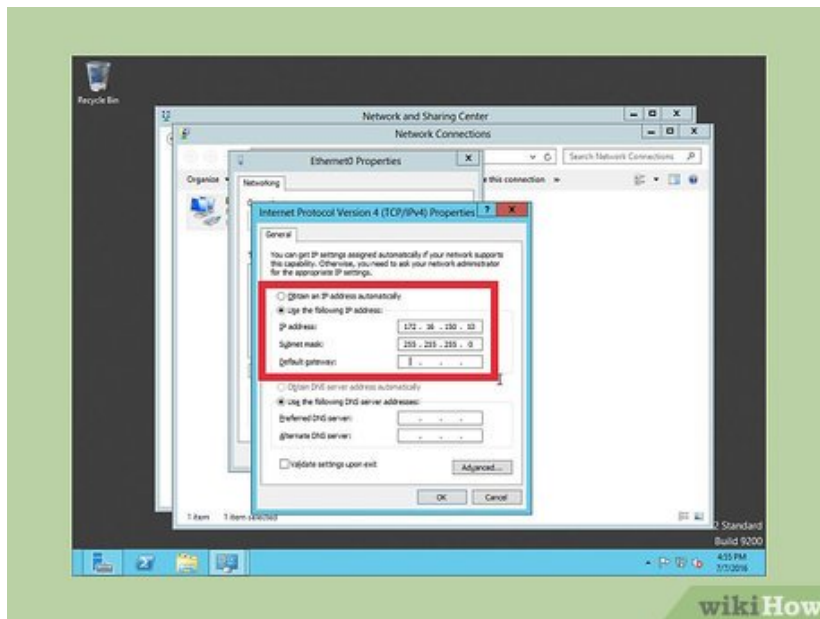 Recycle Bin
Network and Sharing Center
Network Connections
Search Network Connections
Ethernet0 Properties
Organize
this connection »
Networking
Internet Protocol Version 4 (TCP/IPv4) Properties
General
You can get IP settings assigned automatically if your network supports
this capability. Otherwise, you need to ask your network administrator
for the appropriate IP settings.
Obtain an IP address automatically
Use the following IP address:
IP address:
Subnet mask: 255 . 255 . 255 . 0
Default gateway:
Obtain DNS server address automatically
Use the following DNS server addresses:
Preferred DNS server:
Alternate DNS server:
Validate settings upon exit
Advanced...
OK Cancel
1 item 1 item selected
2 Standard
Build 9200
4:55 PM
7/7/2016
wikiHow